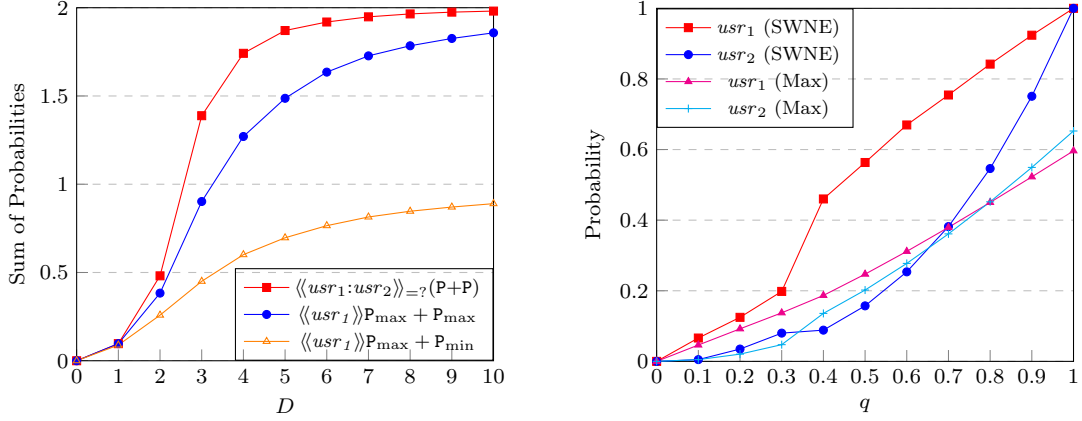 2
1.5
1
0.5
0
Sum of Probabilities
0 1 2 3 4 5 6 7 8 9 10
D
⟨⟨usr₁:usr₂⟩⟩=?(P+P)
⟨⟨usr₁⟩⟩Pmax + Pmax
⟨⟨usr₁⟩⟩Pmax + Pmin
1
0.8
0.6
0.4
0.2
0
Probability
0 0.1 0.2 0.3 0.4 0.5 0.6 0.7 0.8 0.9 1
q
usr₁ (SWNE)
usr₂ (SWNE)
usr₁ (Max)
usr₂ (Max)